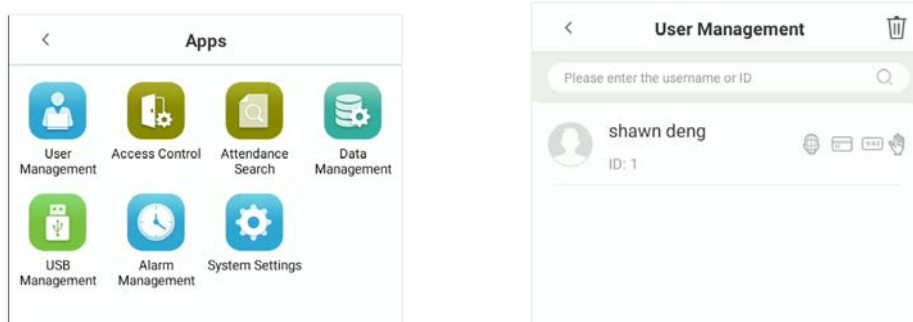 Apps
User
Management
Access Control
Attendance
Search
Data
Management
USB
Management
Alarm
Management
System Settings
User Management
Please enter the username or ID
shawn deng
ID: 1